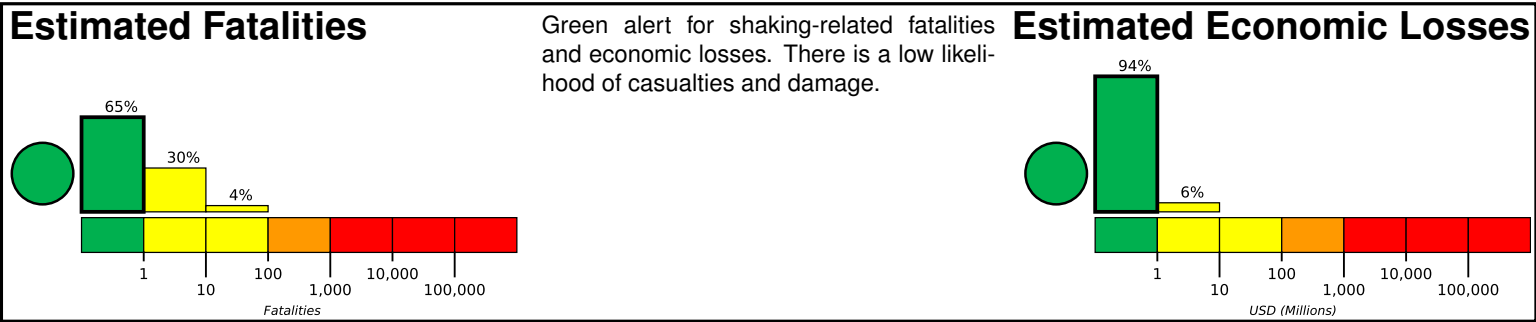 Estimated Fatalities
65%
30%
4%
1
10
100
1,000
10,000
100,000
Fatalities
Green alert for shaking-related fatalities
and economic losses. There is a low likeli-
hood of casualties and damage.
Estimated Economic Losses
94%
6%
1
10
100
1,000
10,000
100,000
USD (Millions)